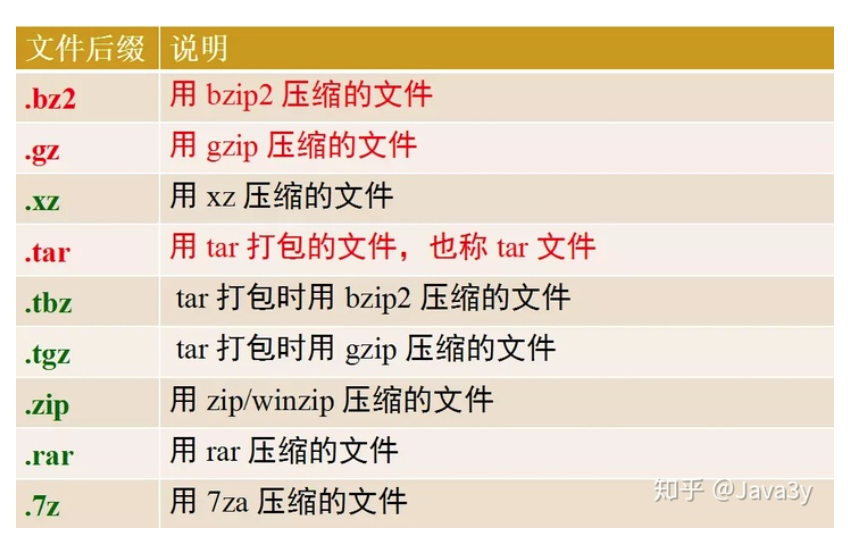 文件后缀 说明
.bz2 用 bzip2 压缩的文件
.gz 用 gzip 压缩的文件
.xz 用 xz 压缩的文件
.tar 用 tar 打包的文件，也称 tar 文件
.tbz tar 打包时用 bzip2 压缩的文件
.tgz tar 打包时用 gzip 压缩的文件
.zip 用 zip/winzip 压缩的文件
.rar 用 rar 压缩的文件
.7z 用 7za 压缩的文件
知乎 @Java3y